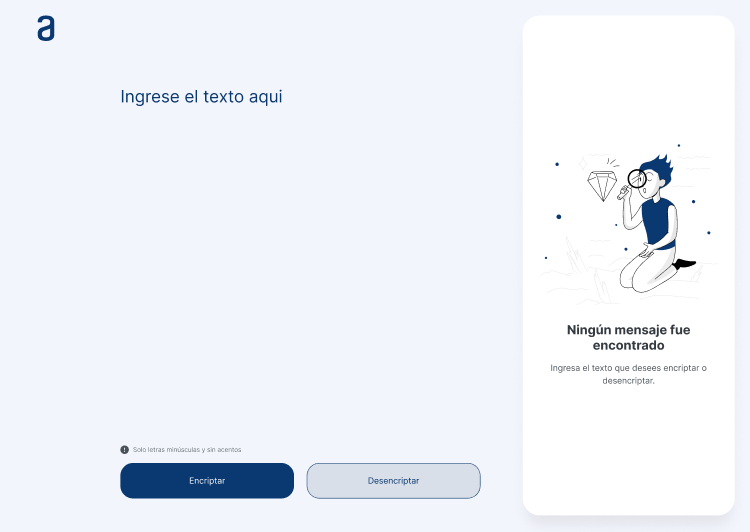 a
Ingrese el texto aqui
Solo letras minúsculas y sin acentos
Encriptar
Desencriptar
Ningún mensaje fue
encontrado
Ingresa el texto que desees encriptar o
desencriptar.